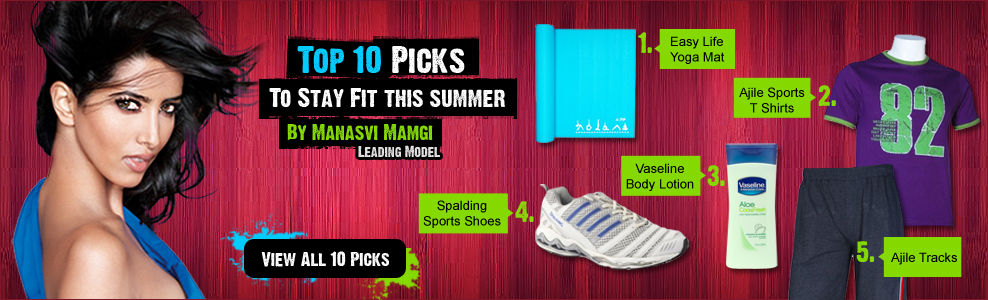 Top 10 Picks
To Stay Fit this summer
By Manasvi Mamgi
Leading Model
View All 10 Picks
1.
Easy Life
Yoga Mat
Ajile Sports
T Shirts
2.
82
Vaseline
Body Lotion
3.
Vaseline
Aloe
Spalding
Sports Shoes
4.
5.
Ajile Tracks